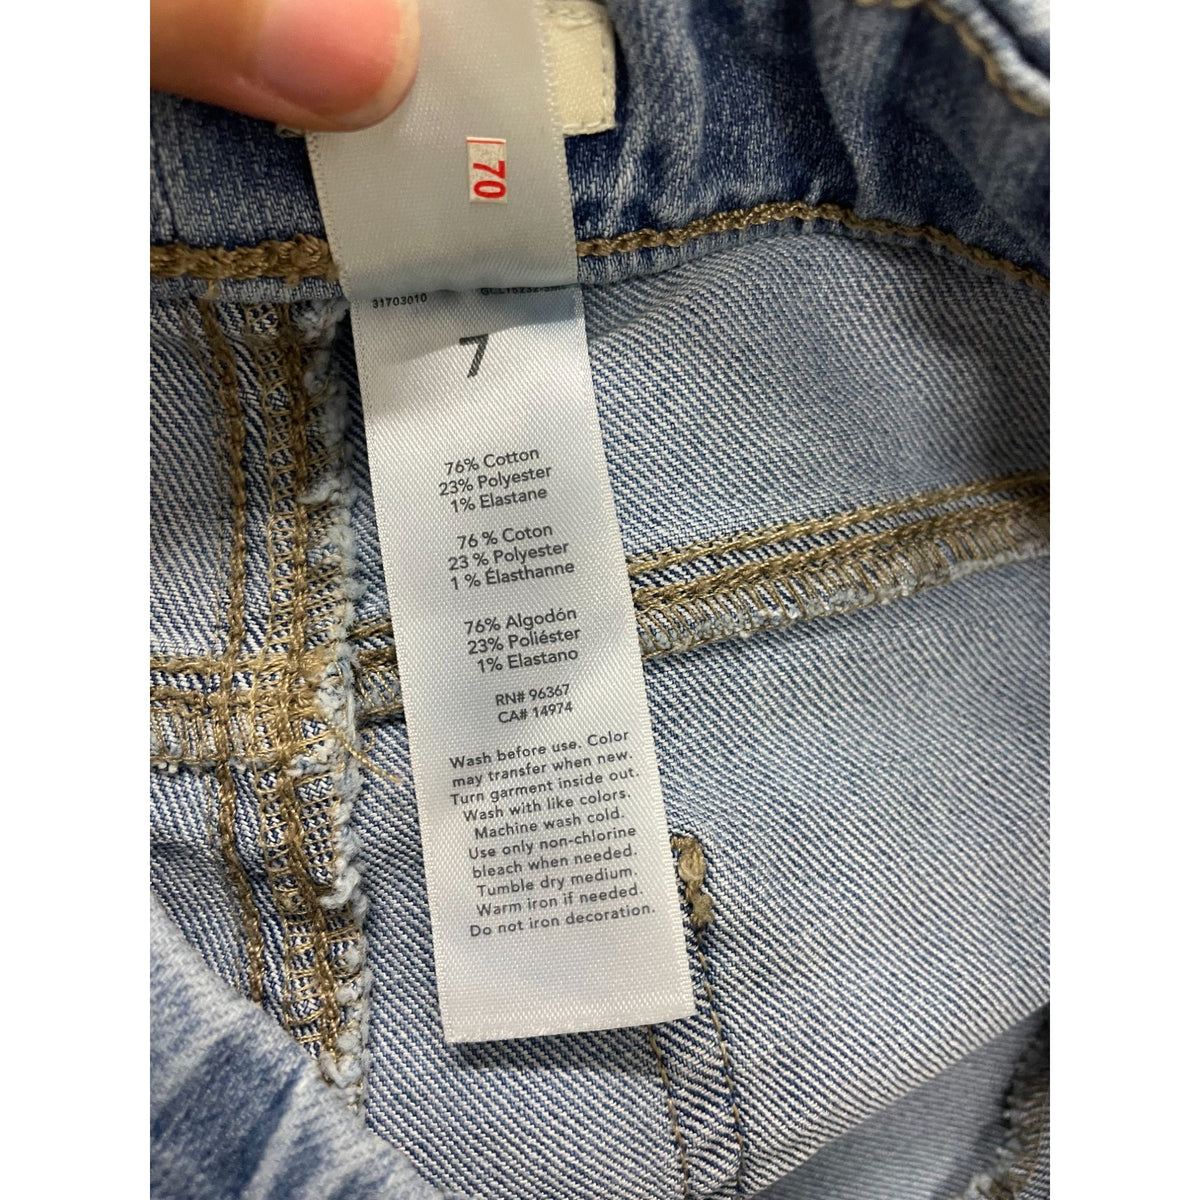 70
31703010
7
76% Cotton
23% Polyester
1% Elastane
76 % Coton
23 % Polyester
1 % Élasthanne
76% Algodón
23% Poliéster
1% Elastano
RN# 96367
CA# 14974
Wash before use. Color
may transfer when new.
Turn garment inside out.
Wash with like colors.
Machine wash cold.
Use only non-chlorine
bleach when needed.
Tumble dry medium.
Warm iron if needed.
Do not iron decoration.